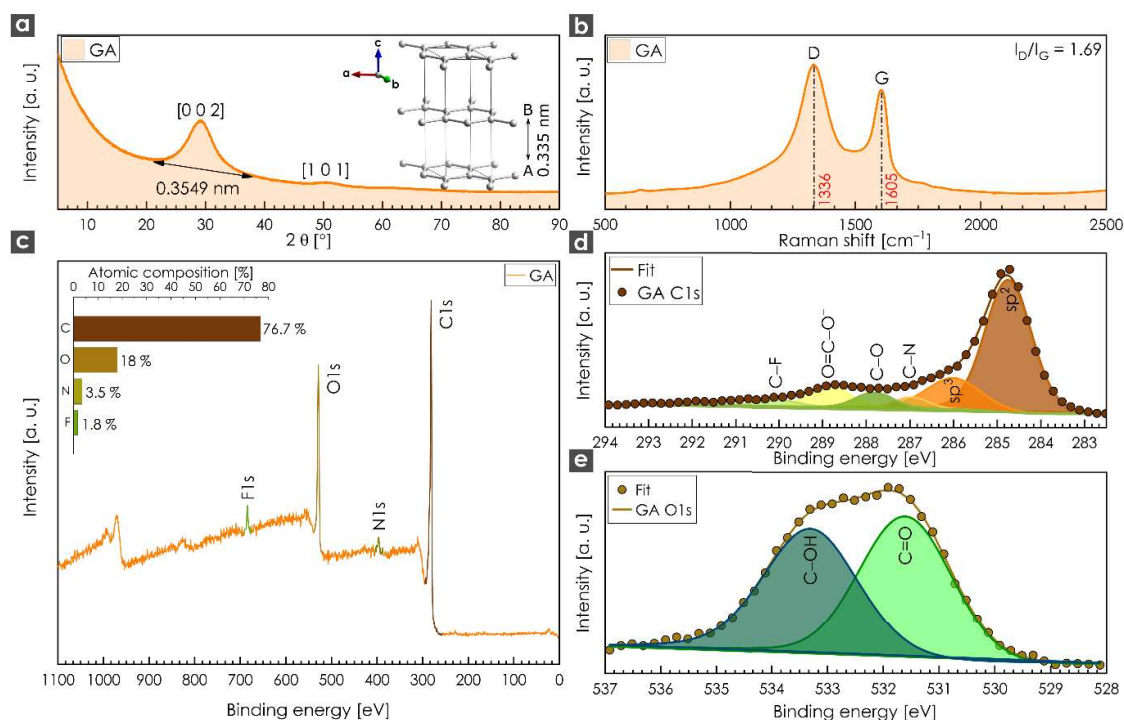 a
GA
Intensity [a. u.]
[0 0 2]
0.3549 nm
[1 0 1]
c
a
b
B
A
0.335 nm
10 20 30 40 50 60 70 80 90
2 θ [°]
b
GA
I_D/I_G = 1.69
Intensity [a. u.]
D
G
1336
1605
500 1000 1500 2000 2500
Raman shift [cm⁻¹]
c
Atomic composition [%]
0 10 20 30 40 50 60 70 80
C 76.7 %
O 18 %
N 3.5 %
F 1.8 %
GA
Intensity [a. u.]
F1s
O1s
N1s
C1s
1100 1000 900 800 700 600 500 400 300 200 100 0
Binding energy [eV]
d
Fit
GA C1s
Intensity [a. u.]
C–F
O=C–O⁻
C–O
C–N
sp³
sp²
294 293 292 291 290 289 288 287 286 285 284 283
Binding energy [eV]
e
Fit
GA O1s
Intensity [a. u.]
C–OH
C=O
537 536 535 534 533 532 531 530 529 528
Binding energy [eV]